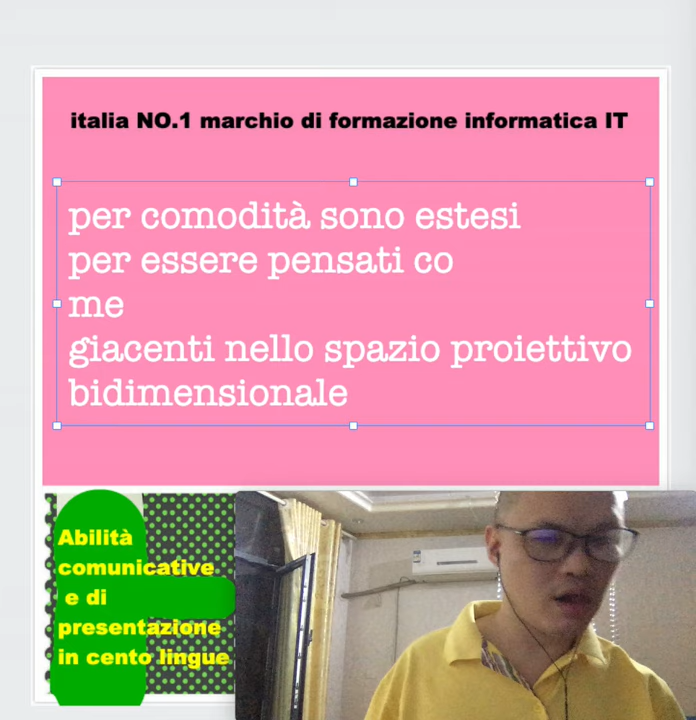 italia NO.1 marchio di formazione informatica IT
per comodità sono estesi
per essere pensati co
me
giacenti nello spazio proiettivo
bidimensionale
Abilità
comunicative
e di
presentazione
in cento lingue